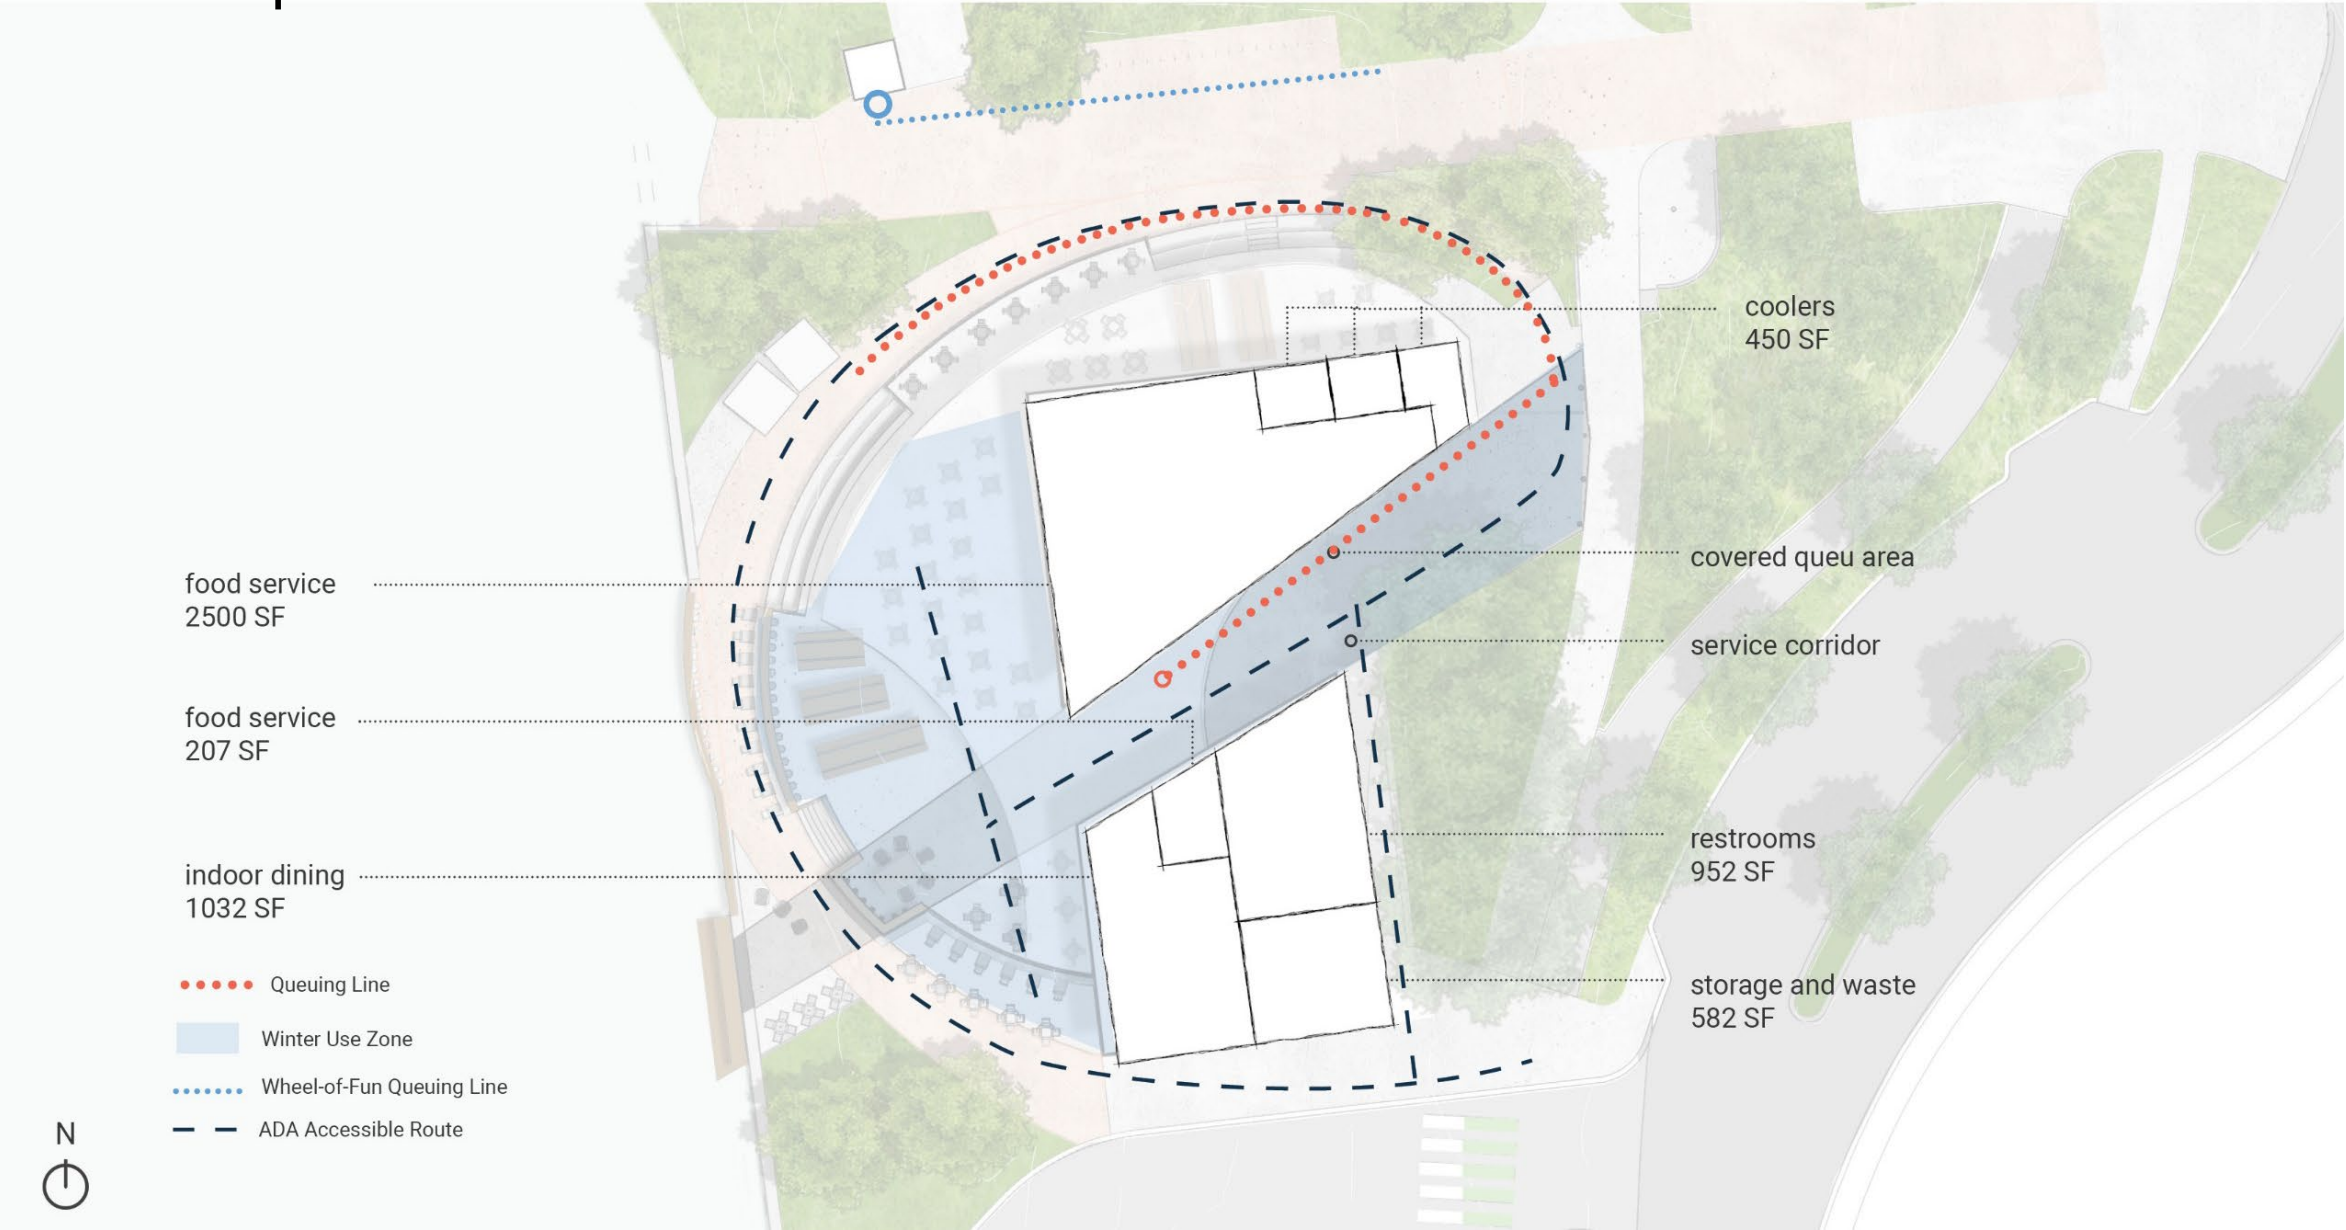 coolers
450 SF
covered queu area
service corridor
restrooms
952 SF
storage and waste
582 SF
food service
2500 SF
food service
207 SF
indoor dining
1032 SF
Queuing Line
Winter Use Zone
Wheel-of-Fun Queuing Line
ADA Accessible Route
N